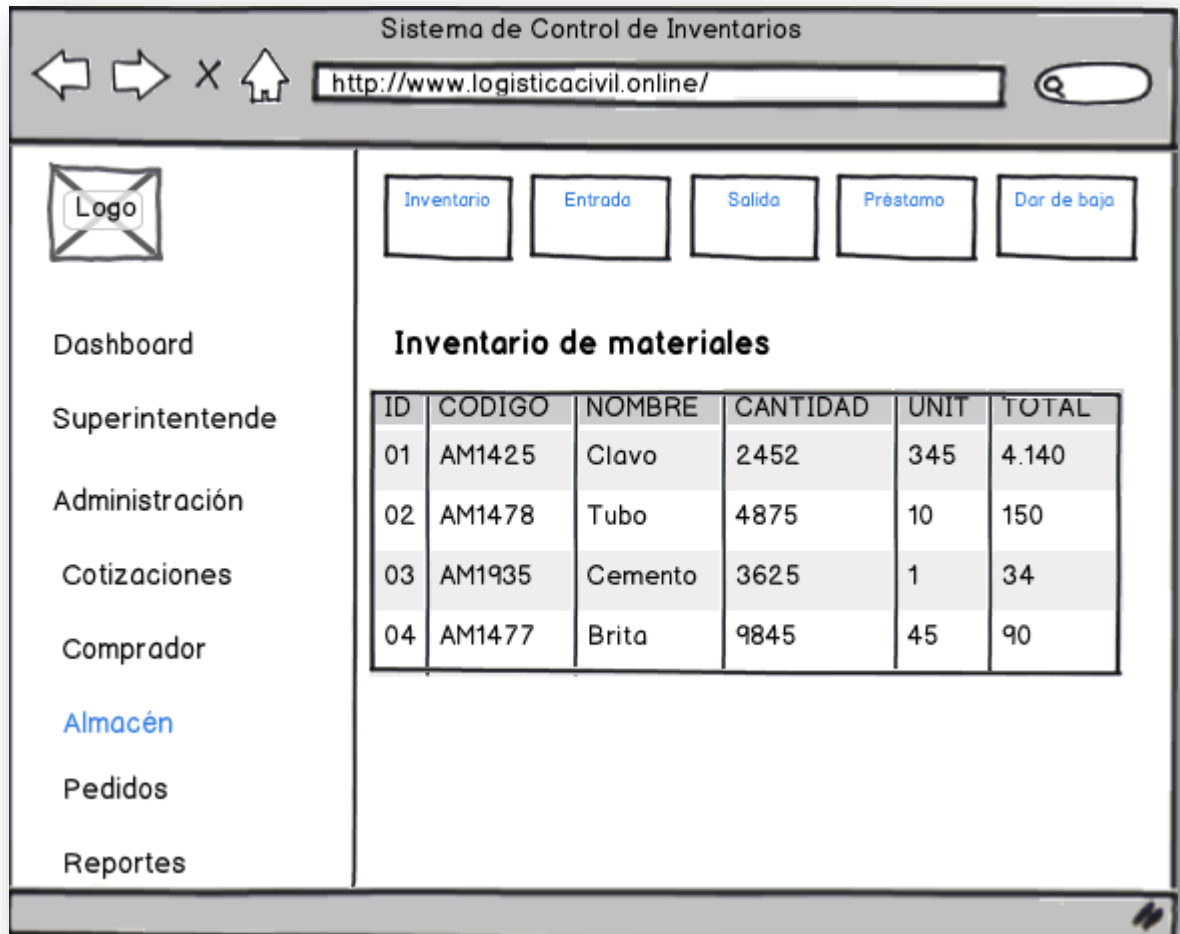 Sistema de Control de Inventarios
http://www.logisticacivil.online/
Logo
Dashboard
Superintentende
Administración
Cotizaciones
Comprador
Almacén
Pedidos
Reportes
Inventario Entrada Salida Préstamo Dar de baja
Inventario de materiales
ID CODIGO NOMBRE CANTIDAD UNIT TOTAL
01 AM1425 Clavo 2452 345 4.140
02 AM1478 Tubo 4875 10 150
03 AM1935 Cemento 3625 1 34
04 AM1477 Brita 9845 45 90